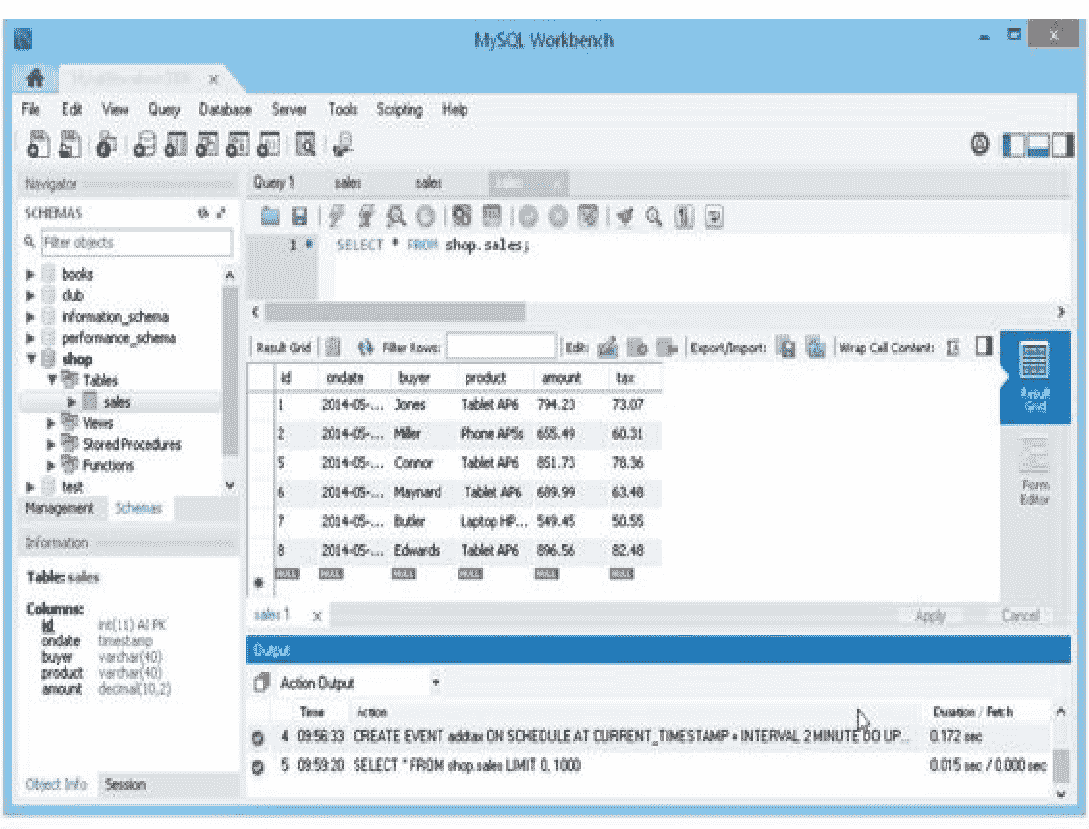 MySQL Workbench
File Edit View Query Database Server Tools Scripting Help
Navigator
SCHEMAS
Filter objects
books
club
information_schema
performance_schema
shop
Tables
sales
Views
Stored Procedures
Functions
test
Management Schemas
Information
Table: sales
Columns:
id int(11) AI PK
ondate timestamp
buyer varchar(40)
product varchar(40)
amount decimal(10,2)
Object Info Session
Query 1 sales sales
1 SELECT * FROM shop.sales;
Result Grid Filter Rows: Edit: Export/Import: Wrap Cell Content:
id ondate buyer product amount tax
1 2014-05-... Jones Tablet AP6 794.23 73.07
2 2014-05-... Miller Phone AP5s 655.49 60.31
5 2014-05-... Connor Tablet AP6 851.73 78.36
6 2014-05-... Maynard Tablet AP6 689.99 63.48
7 2014-05-... Butler Laptop HP... 549.45 50.55
8 2014-05-... Edwards Tablet AP6 896.56 82.48
NULL NULL NULL NULL NULL NULL
Result
Grid
Form
Editor
sales 1 Apply Cancel
Output
Action Output
Time Action Duration / Fetch
4 09:56:33 CREATE EVENT addtax ON SCHEDULE AT CURRENT_TIMESTAMP + INTERVAL 2 MINUTE DO UP... 0.172 sec
5 09:59:20 SELECT * FROM shop.sales LIMIT 0, 1000 0.015 sec / 0.000 sec